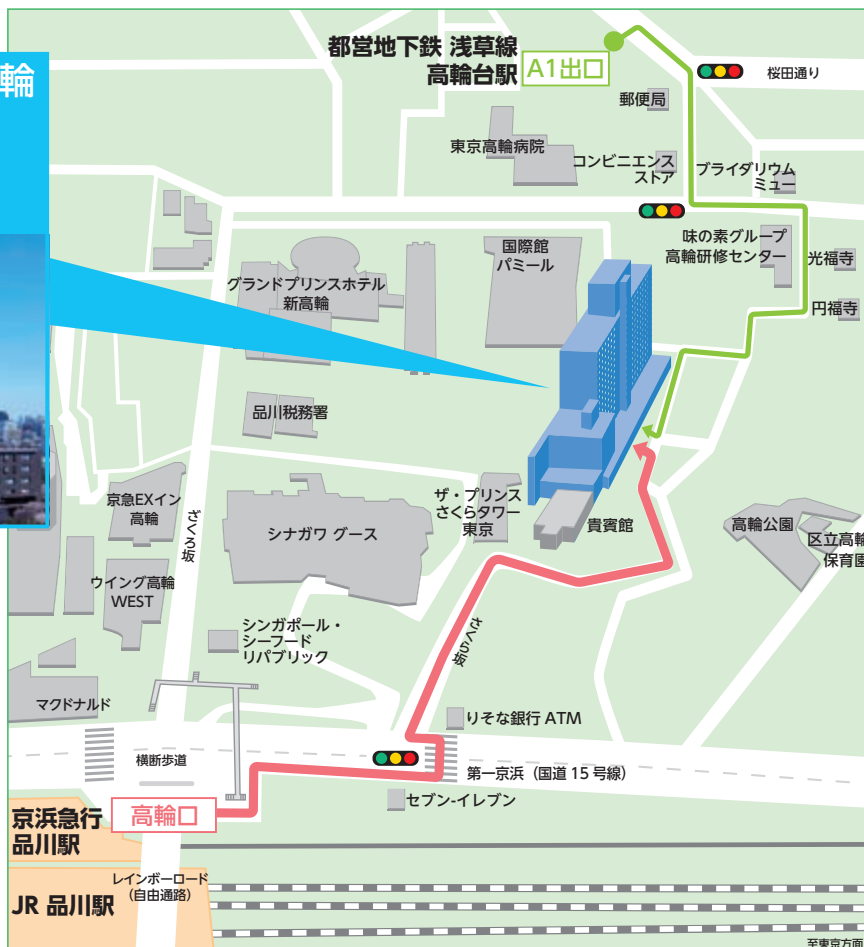 輪
都営地下鉄 浅草線
高輪台駅
A1出口
桜田通り
郵便局
東京高輪病院
コンビニエンス
ストア
ブライダリウム
ミュー
味の素グループ
高輪研修センター
光福寺
円福寺
国際館
パミール
グランドプリンスホテル
新高輪
品川税務署
京急EXイン
高輪
ざくろ坂
シナガワ グース
ザ・プリンス
さくらタワー
東京
貴賓館
高輪公園
区立高輪
保育園
ウイング高輪
WEST
シンガポール・
シーフード
リパブリック
さくら坂
マクドナルド
りそな銀行 ATM
横断歩道
第一京浜（国道 15 号線）
セブン-イレブン
高輪口
京浜急行
品川駅
レインボーロード
（自由通路）
JR 品川駅
至東京方面